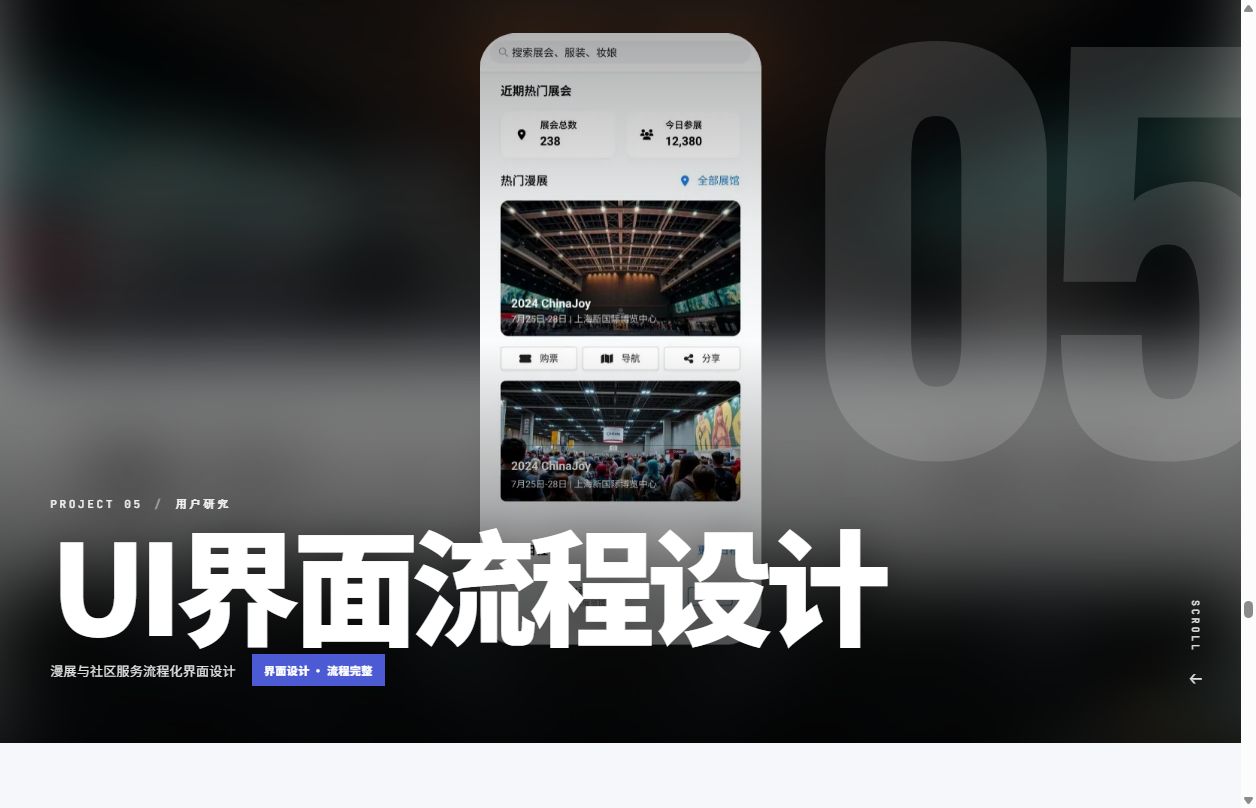 搜索展会、服装、妆娘
近期热门展会
展会总数
238
今日参展
12,380
热门漫展
全部展馆
2024 ChinaJoy
7月25日-28日 | 上海新国际博览中心
购票
导航
分享
2024 ChinaJoy
7月25日-28日 | 上海新国际博览中心
05
PROJECT 05 / 用户研究
UI界面流程设计
漫展与社区服务流程化界面设计
界面设计 · 流程完整
SCROLL